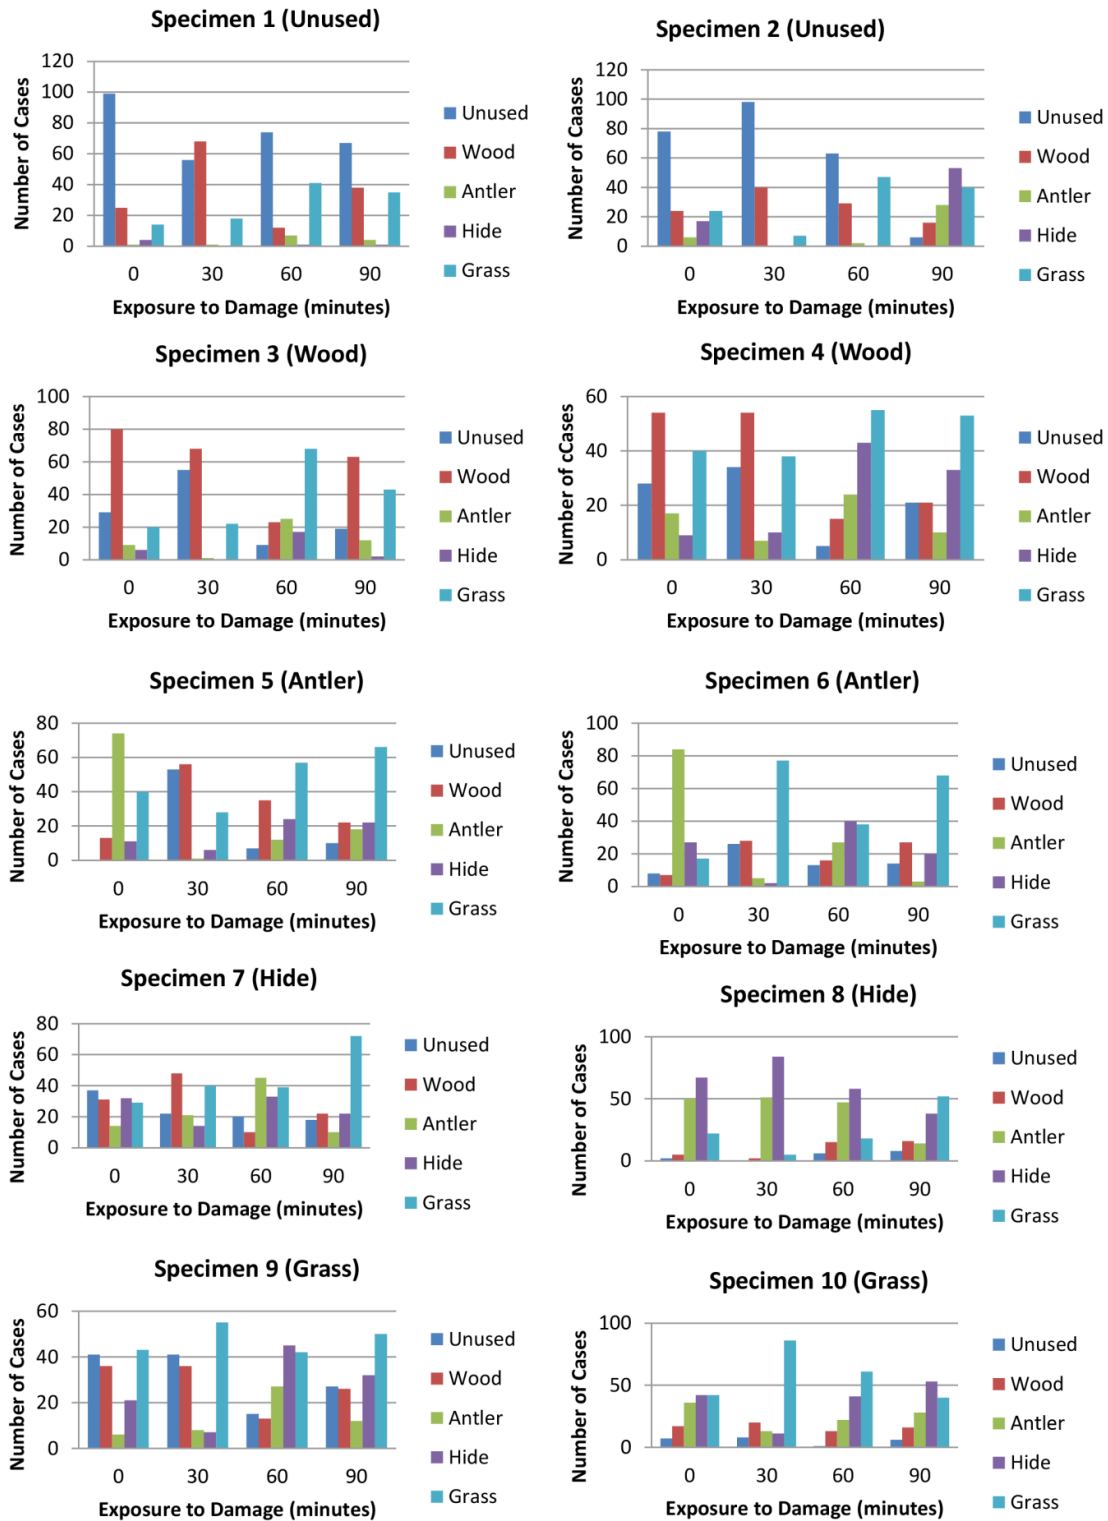 Specimen 1 (Unused)
Number of Cases
120
100
80
60
40
20
0
0 30 60 90
Exposure to Damage (minutes)
Unused
Wood
Antler
Hide
Grass
Specimen 2 (Unused)
Number of Caases
120
100
80
60
40
20
0
0 30 60 90
Exposure to Damage (minutes)
Unused
Wood
Antler
Hide
Grass
Specimen 3 (Wood)
Number of Cases
100
80
60
40
20
0
0 30 60 90
Exposure to Damage (minutes)
Unused
Wood
Antler
Hide
Grass
Specimen 4 (Wood)
Number of cCases
60
40
20
0
0 30 60 90
Exposure to Damage (minutes)
Unused
Wood
Antler
Hide
Grass
Specimen 5 (Antler)
Number of Cases
80
60
40
20
0
0 30 60 90
Exposure to Damage (minutes)
Unused
Wood
Antler
Hide
Grass
Specimen 6 (Antler)
Number of Cases
100
80
60
40
20
0
0 30 60 90
Exposure to Damage (minutes)
Unused
Wood
Antler
Hide
Grass
Specimen 7 (Hide)
Number of Cases
80
60
40
20
0
0 30 60 90
Exposure to Damage (minutes)
Unused
Wood
Antler
Hide
Grass
Specimen 8 (Hide)
Number of Cases
100
50
0
0 30 60 90
Exposure to Damage (minutes)
Unused
Wood
Antler
Hide
Grass
Specimen 9 (Grass)
Number of Cases
60
40
20
0
0 30 60 90
Exposure to Damage (minutes)
Unused
Wood
Antler
Hide
Grass
Specimen 10 (Grass)
Number of Cases
100
50
0
0 30 60 90
Exposure to Damage (minutes)
Unused
Wood
Antler
Hide
Grass